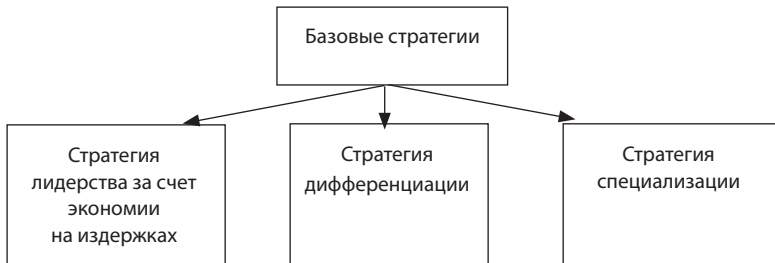 Базовые стратегии
Стратегия
лидерства за счет
экономии
на издержках
Стратегия
дифференциации
Стратегия
специализации